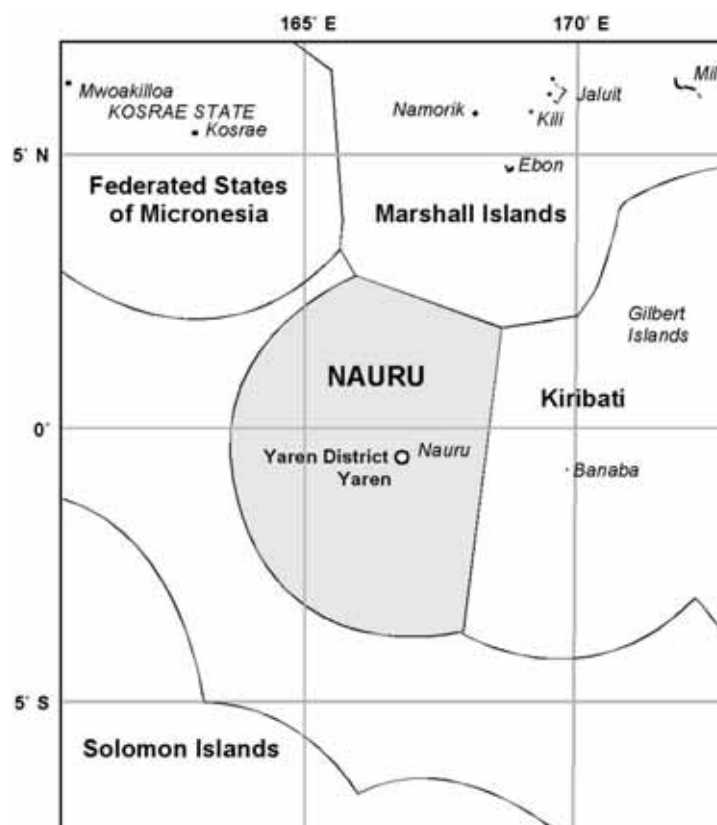 165° E
170° E
Mwoakilloa
KOSRAE STATE
Kosrae
Namorik
Jaluit
Kili
Mil
5° N
Ebon
Federated States
of Micronesia
Marshall Islands
Gilbert
Islands
NAURU
Kiribati
0°
Yaren District
Yaren
Nauru
Banaba
5° S
Solomon Islands